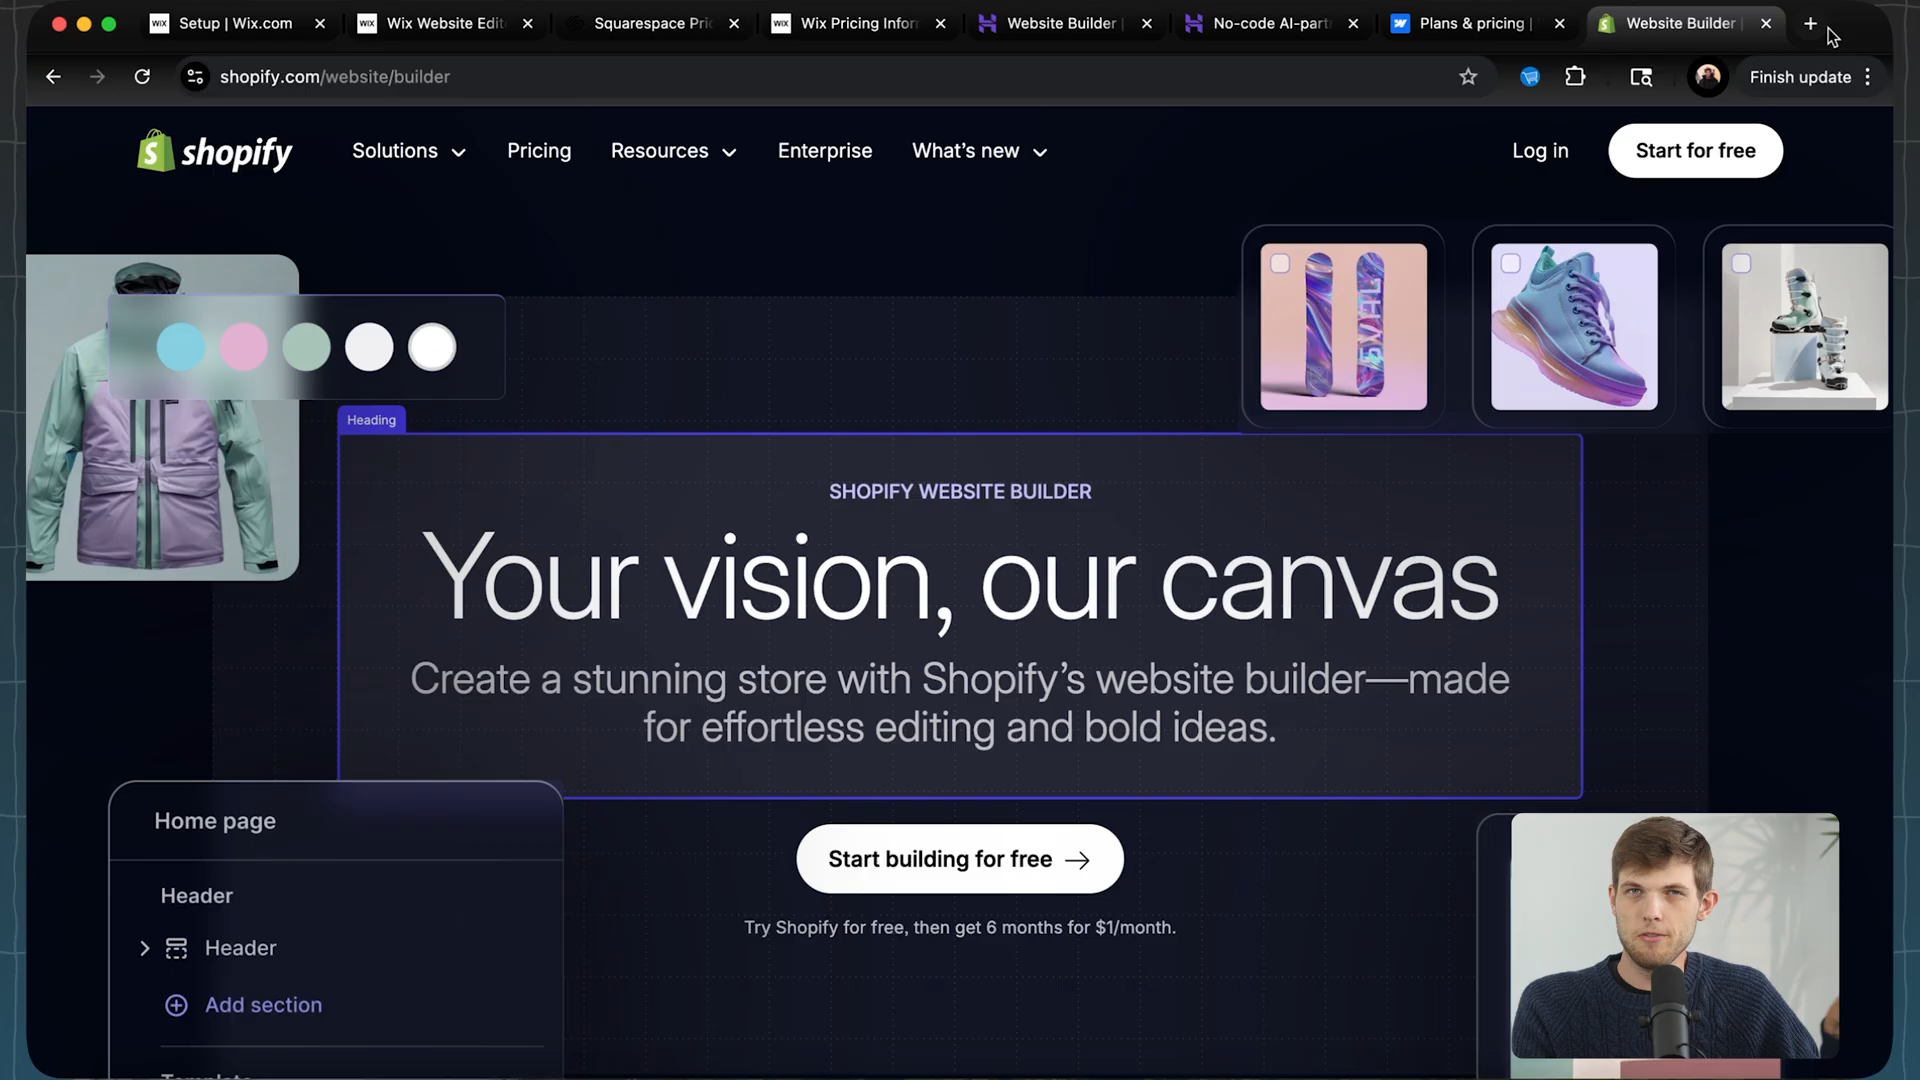 Setup | Wix.com
Wix Website Edit
Squarespace Pri
Wix Pricing Infor
Website Builder |
No-code AI-part
Plans & pricing |
Website Builder |
shopify.com/website/builder
Finish update
shopify
Solutions
Pricing
Resources
Enterprise
What's new
Log in
Start for free
SWHTL
Heading
SHOPIFY WEBSITE BUILDER
Your vision, our canvas
Create a stunning store with Shopify's website builder—made
for effortless editing and bold ideas.
Start building for free
Try Shopify for free, then get 6 months for $1/month.
Home page
Header
Header
Add section
Template